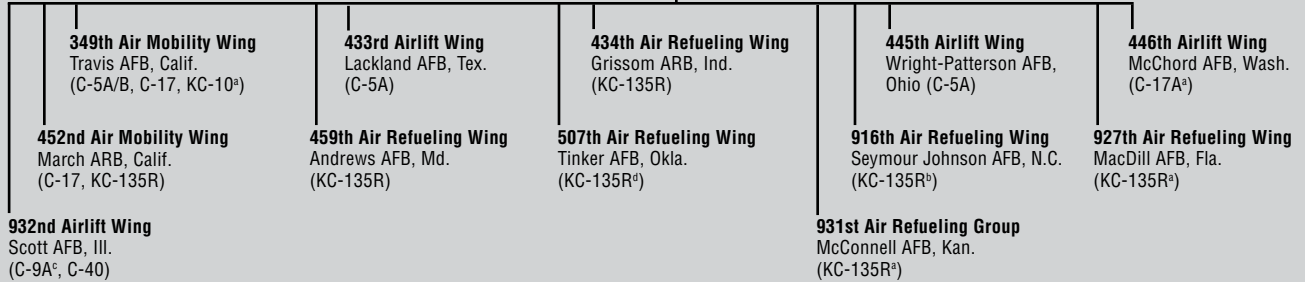 349th Air Mobility Wing
Travis AFB, Calif.
(C-5A/B, C-17, KC-10ᵃ)
433rd Airlift Wing
Lackland AFB, Tex.
(C-5A)
434th Air Refueling Wing
Grissom ARB, Ind.
(KC-135R)
445th Airlift Wing
Wright-Patterson AFB,
Ohio (C-5A)
446th Airlift Wing
McChord AFB, Wash.
(C-17Aᵃ)
452nd Air Mobility Wing
March ARB, Calif.
(C-17, KC-135R)
459th Air Refueling Wing
Andrews AFB, Md.
(KC-135R)
507th Air Refueling Wing
Tinker AFB, Okla.
(KC-135Rᵈ)
916th Air Refueling Wing
Seymour Johnson AFB, N.C.
(KC-135Rᵇ)
927th Air Refueling Wing
MacDill AFB, Fla.
(KC-135Rᵃ)
932nd Airlift Wing
Scott AFB, Ill.
(C-9Aᶜ, C-40)
931st Air Refueling Group
McConnell AFB, Kan.
(KC-135Rᵃ)